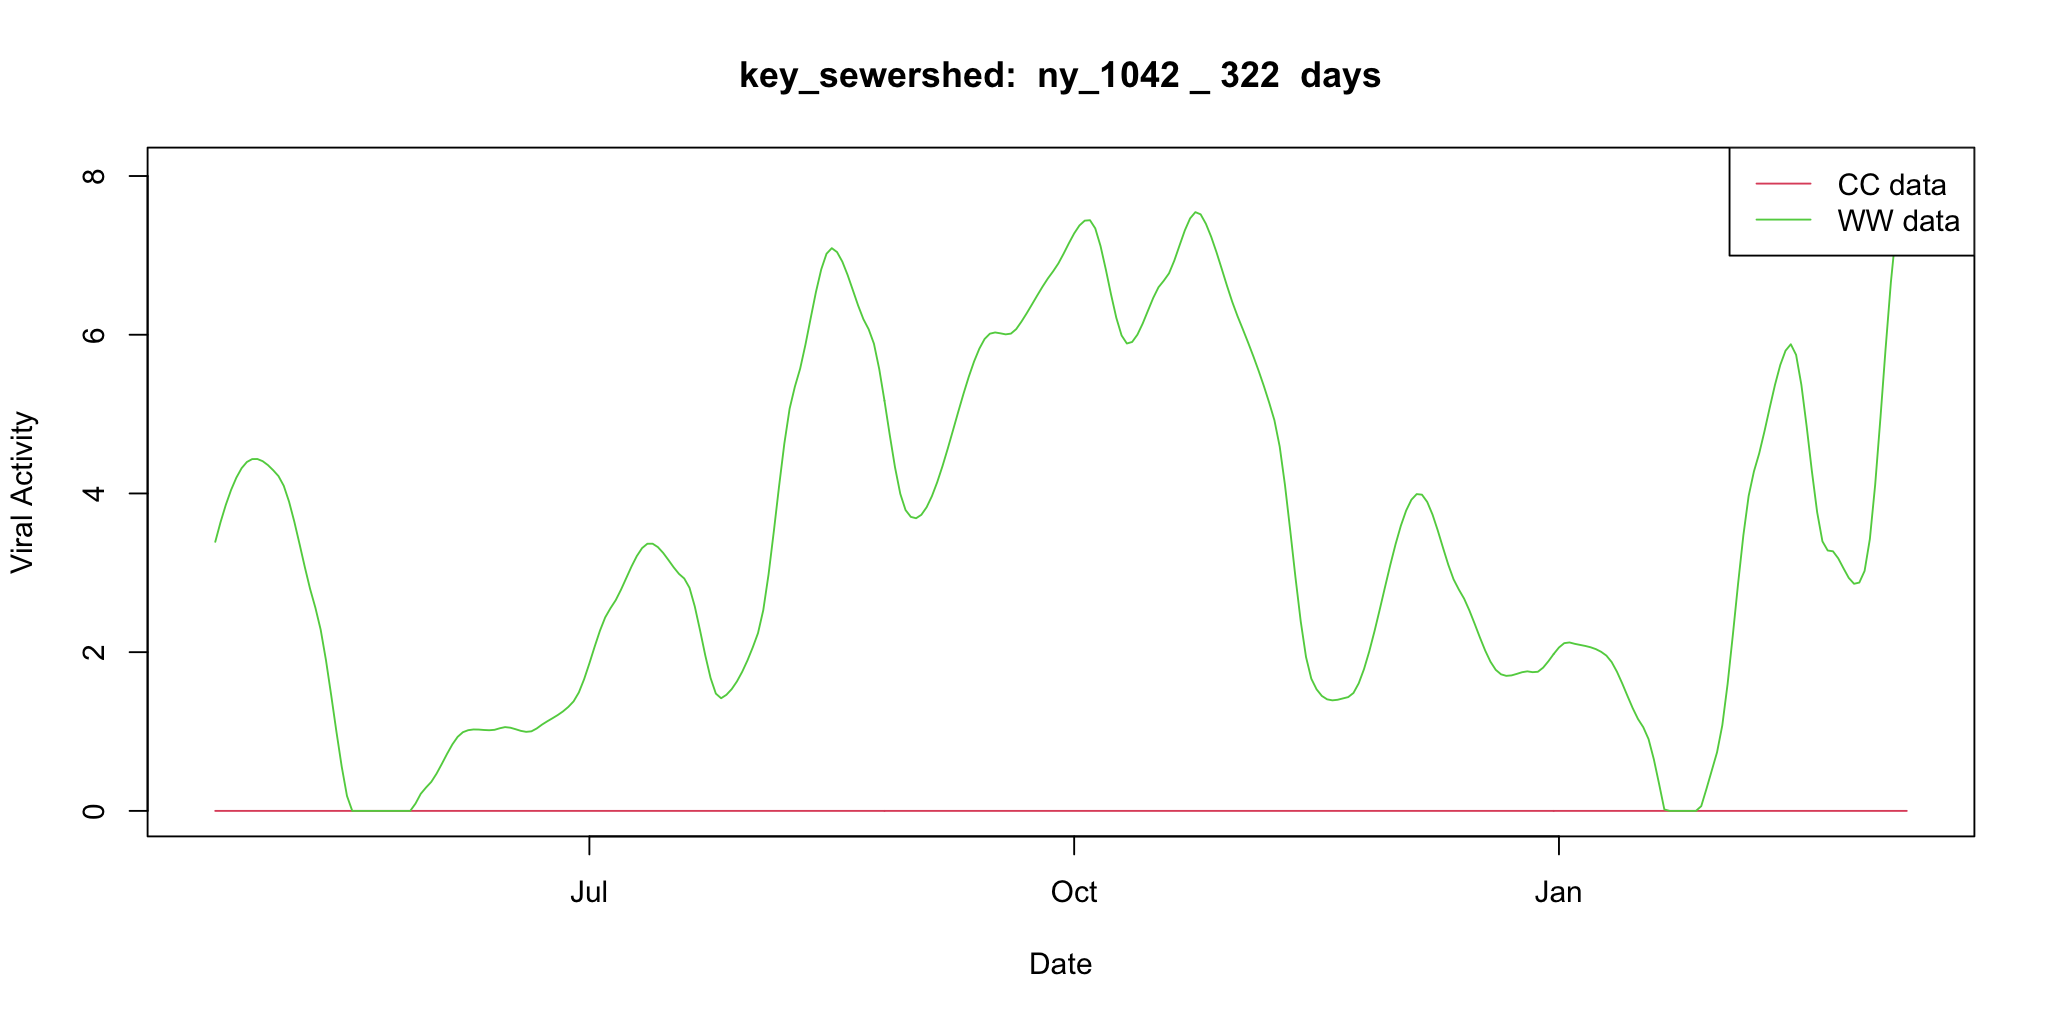 key_sewershed:  ny_1042 _ 322  days
CC data
WW data
8
6
4
2
0
Viral Activity
Jul
Oct
Jan
Date